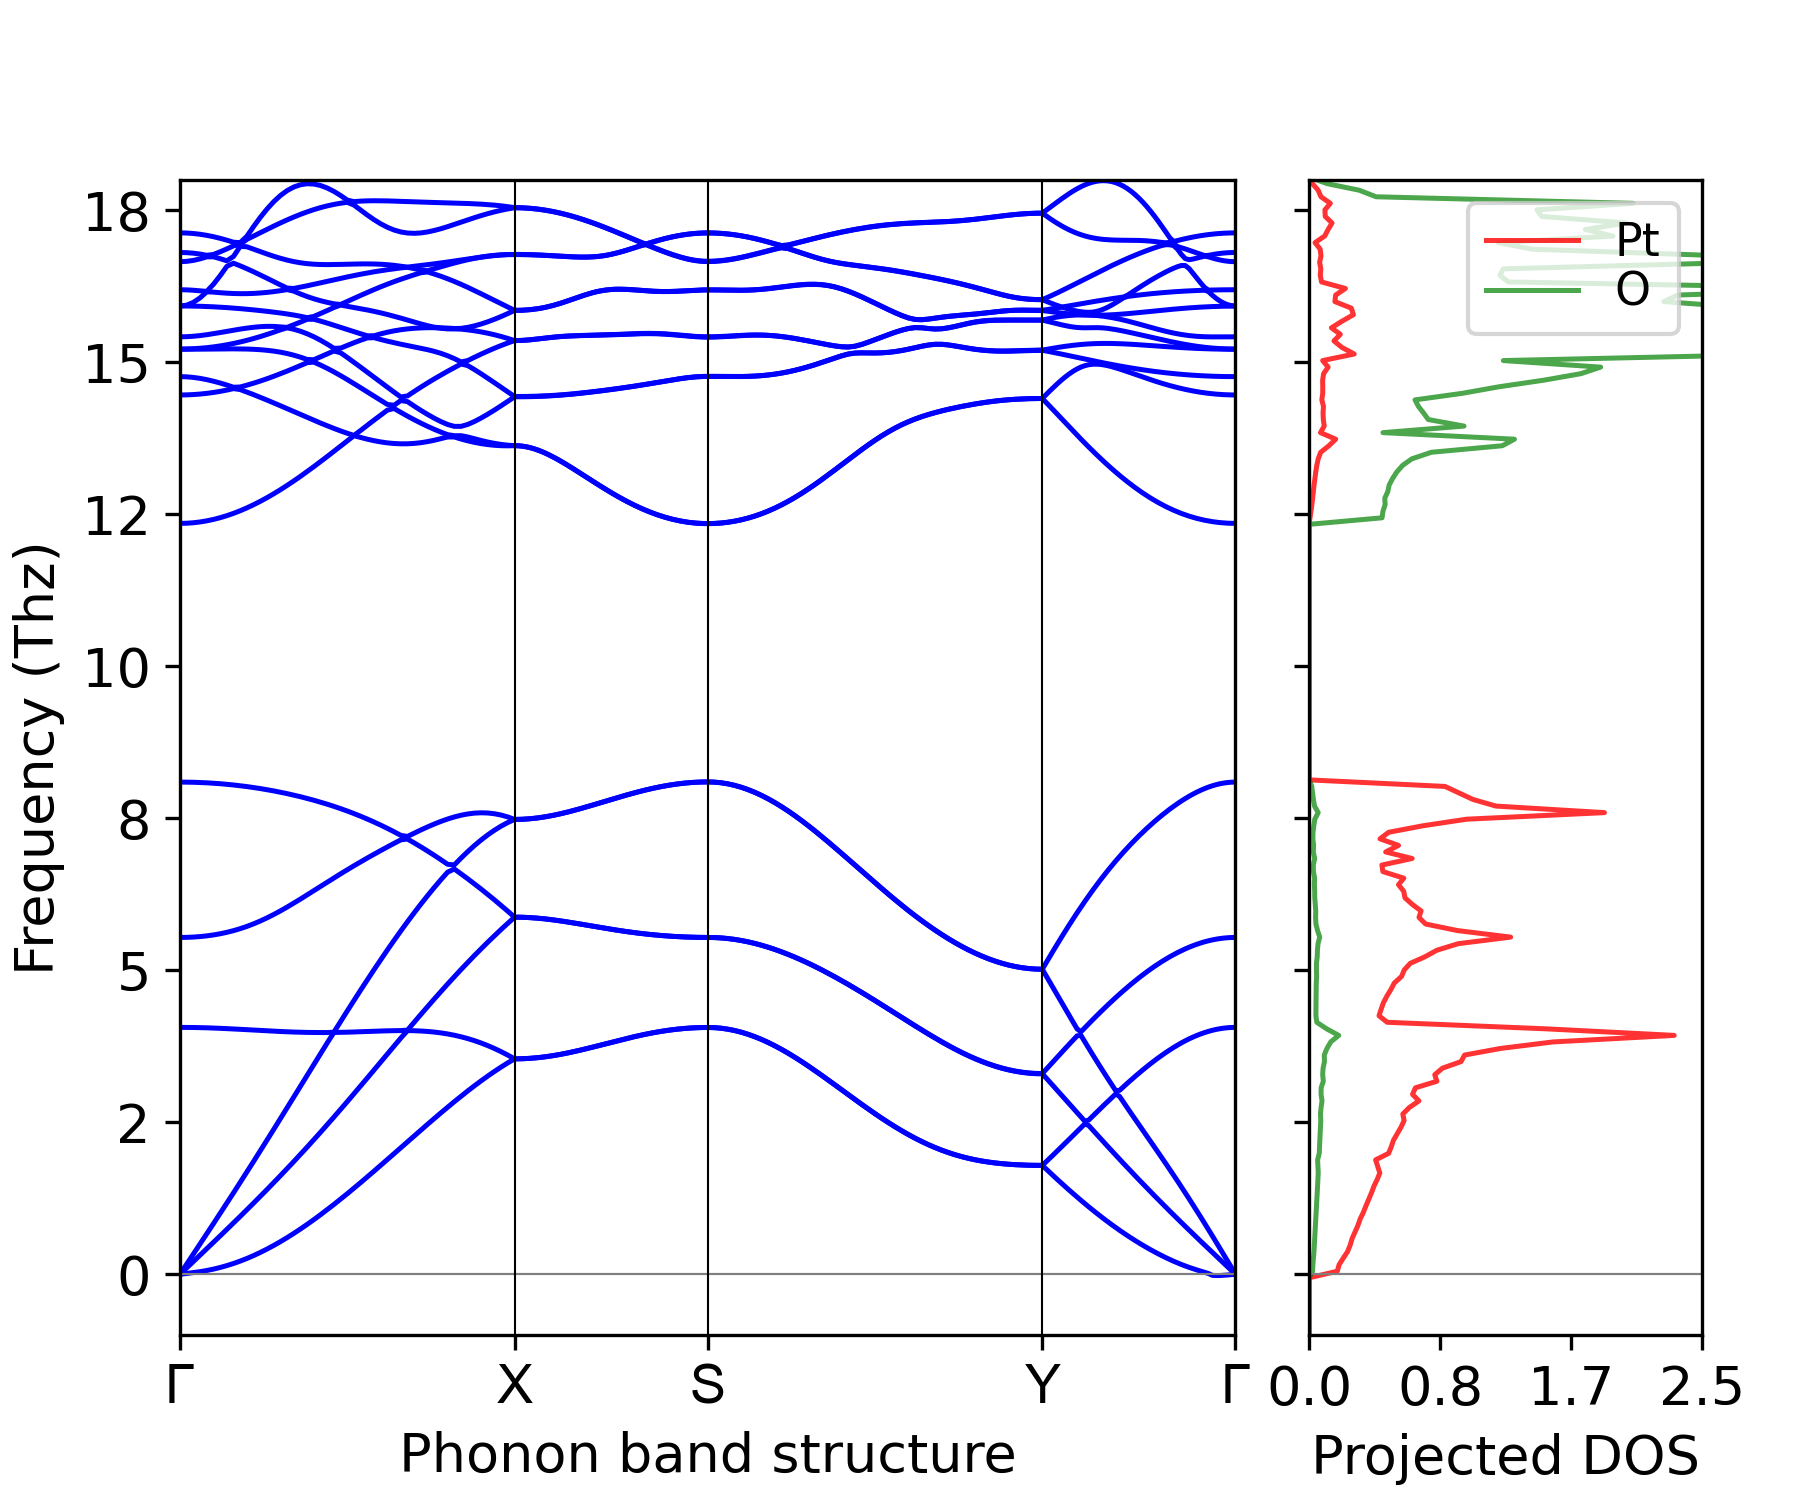 18
15
12
10
8
5
2
0
Frequency (Thz)
Γ X S Y Γ
Phonon band structure
Pt
O
0.0 0.8 1.7 2.5
Projected DOS